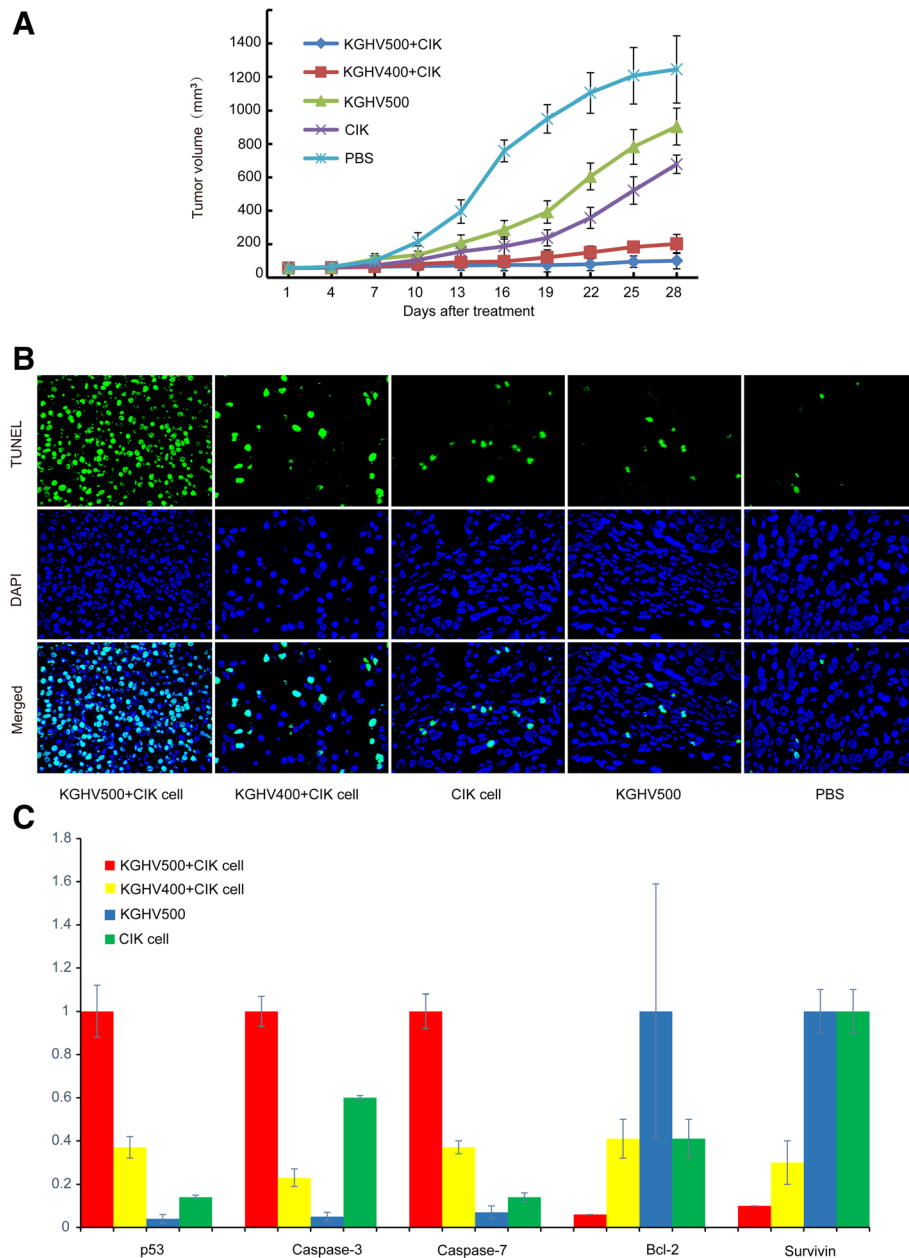 A
1400
1200
1000
800
600
400
200
0
Tumor volume (mm³)
KGHV500+CIK
KGHV400+CIK
KGHV500
CIK
PBS
1 4 7 10 13 16 19 22 25 28
Days after treatment
B
TUNEL
DAPI
Merged
KGHV500+CIK cell KGHV400+CIK cell CIK cell KGHV500 PBS
C
1.8
1.6
1.4
1.2
1
0.8
0.6
0.4
0.2
0
KGHV500+CIK cell
KGHV400+CIK cell
KGHV500
CIK cell
p53 Caspase-3 Caspase-7 Bcl-2 Survivin